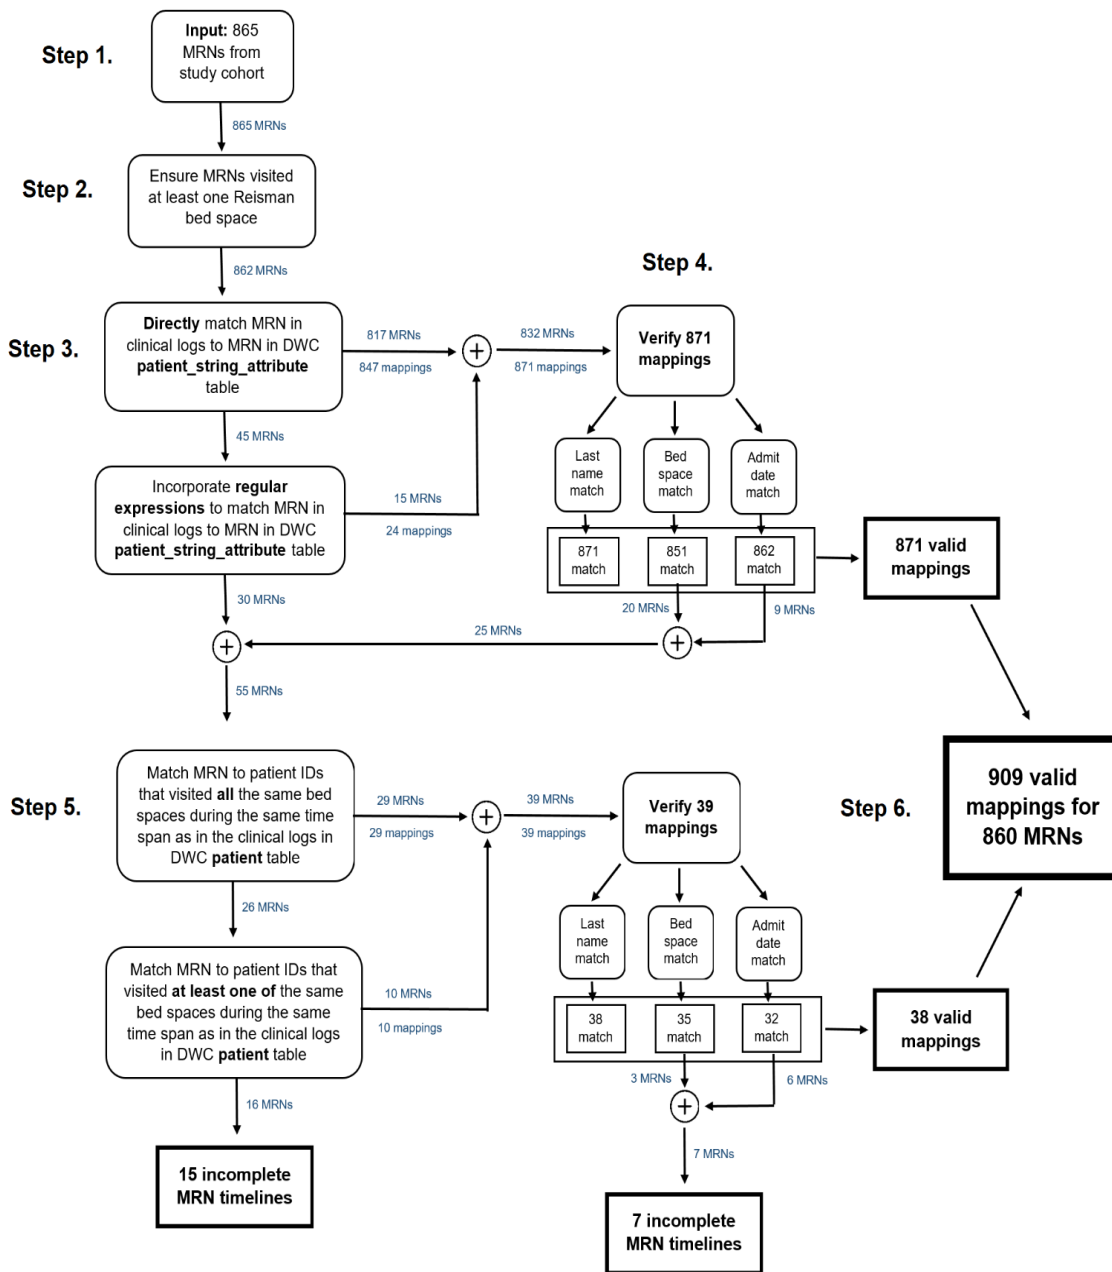 Step 1.
Input: 865
MRNs from
study cohort
865 MRNs
Step 2.
Ensure MRNs visited
at least one Reisman
bed space
862 MRNs
Step 3.
Directly match MRN in
clinical logs to MRN in DWC
patient_string_attribute
table
817 MRNs
847 mappings
+
832 MRNs
871 mappings
45 MRNs
Incorporate regular
expressions to match MRN in
clinical logs to MRN in DWC
patient_string_attribute table
15 MRNs
24 mappings
30 MRNs
Step 4.
Verify 871
mappings
Last
name
match
Bed
space
match
Admit
date
match
871
match
851
match
862
match
871 valid
mappings
20 MRNs
9 MRNs
+
25 MRNs
+
55 MRNs
Step 5.
Match MRN to patient IDs
that visited all the same bed
spaces during the same time
span as in the clinical logs in
DWC patient table
29 MRNs
29 mappings
+
39 MRNs
39 mappings
26 MRNs
Match MRN to patient IDs that
visited at least one of the same
bed spaces during the same
time span as in the clinical logs
in DWC patient table
10 MRNs
10 mappings
16 MRNs
15 incomplete
MRN timelines
Verify 39
mappings
Last
name
match
Bed
space
match
Admit
date
match
38
match
35
match
32
match
38 valid
mappings
3 MRNs
6 MRNs
+
7 MRNs
7 incomplete
MRN timelines
Step 6.
909 valid
mappings for
860 MRNs